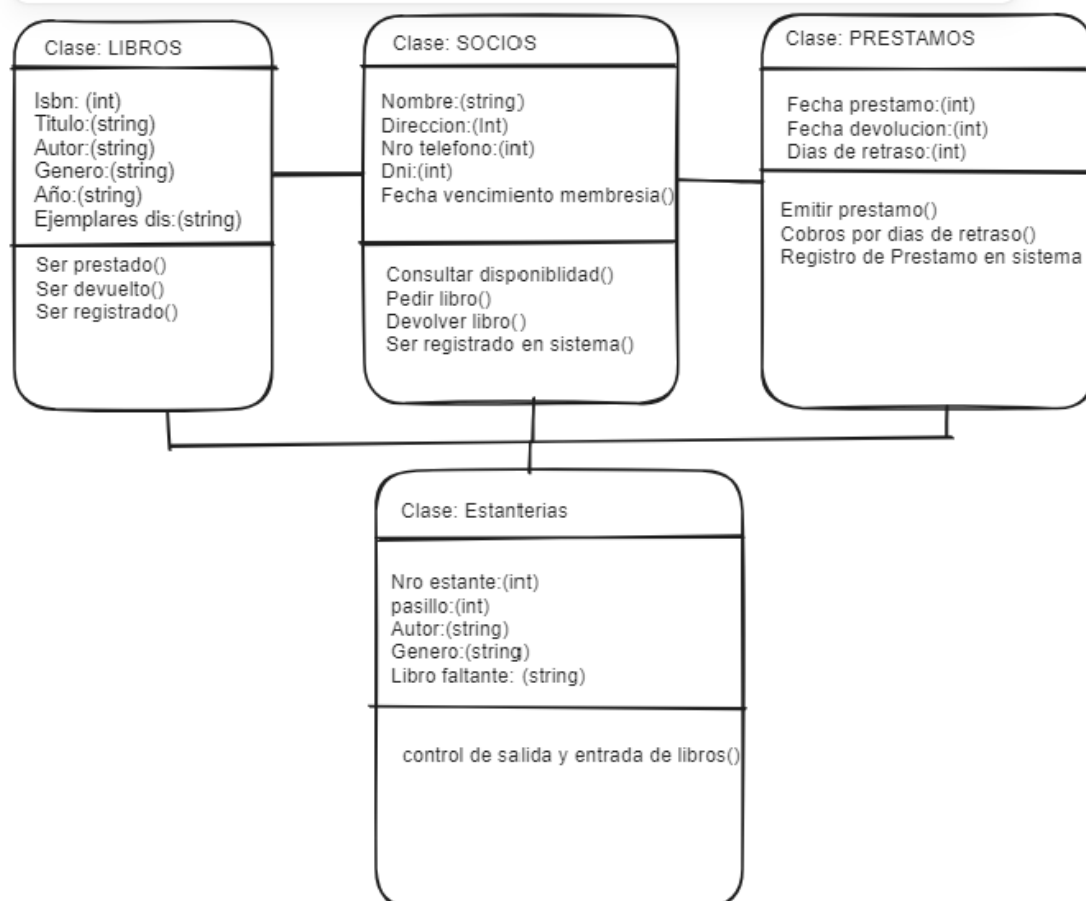 Clase: LIBROS
Isbn: (int)
Titulo:(string)
Autor:(string)
Genero:(string)
Año:(string)
Ejemplares dis:(string)
Ser prestado()
Ser devuelto()
Ser registrado()
Clase: SOCIOS
Nombre:(string)
Direccion:(Int)
Nro telefono:(int)
Dni:(int)
Fecha vencimiento membresia()
Consultar disponiblidad()
Pedir libro()
Devolver libro()
Ser registrado en sistema()
Clase: PRESTAMOS
Fecha prestamo:(int)
Fecha devolucion:(int)
Dias de retraso:(int)
Emitir prestamo()
Cobros por dias de retraso()
Registro de Prestamo en sistema
Clase: Estanterias
Nro estante:(int)
pasillo:(int)
Autor:(string)
Genero:(string)
Libro faltante: (string)
control de salida y entrada de libros()